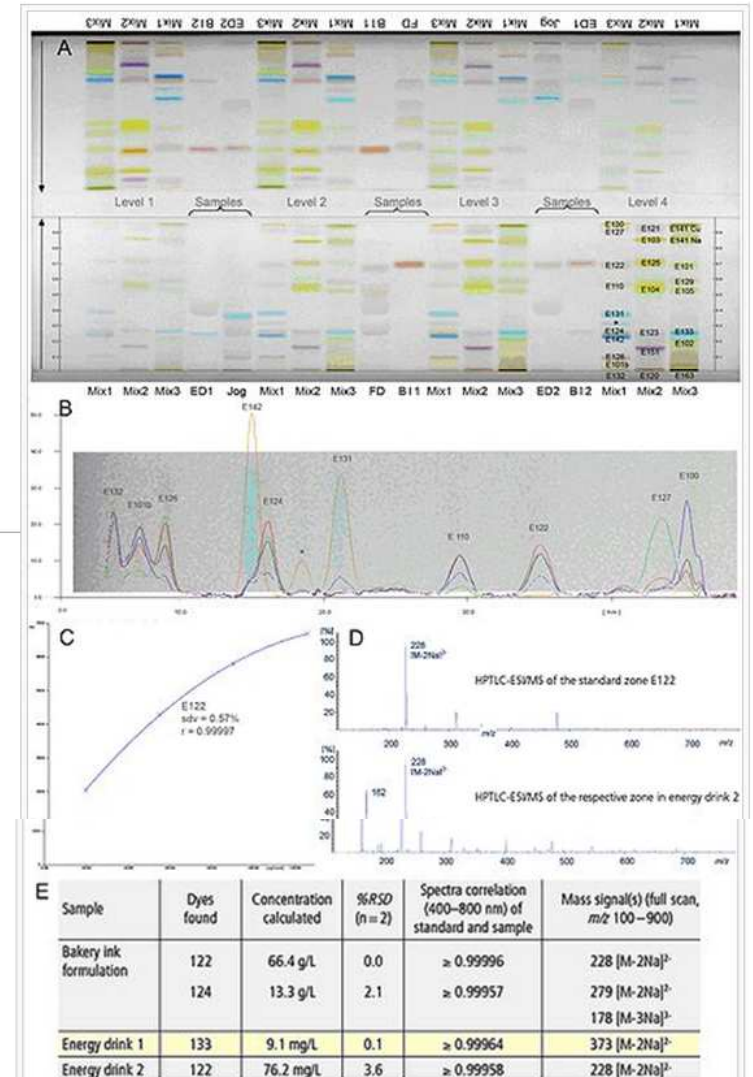 Mix3 Mix2 Mix1 BI2 ED2 Mix3 Mix2 Mix1 BI1 FD Mix3 Mix2 Mix1 Jog ED1 Mix3 Mix2 Mix1
A
Level 1 Samples Level 2 Samples Level 3 Samples Level 4
E100 E121 E141 Cu
E127 E103 E141 Na
E122 E125 E101
E110 E104 E129
E105
E131
*
E124 E123 E133
E142 E151 E102
E126
E101b
E132 E120 E163
Mix1 Mix2 Mix3 ED1 Jog Mix1 Mix2 Mix3 FD BI1 Mix1 Mix2 Mix3 ED2 BI2 Mix1 Mix2 Mix3
B
E142
E132 E101b E126 E124 * E131 E110 E122 E127 E100
C
E122
sdv = 0.57%
r = 0.99997
D
[%]
100
80
60
40
20
228
[M-2Na]²⁻
HPTLC-ESI/MS of the standard zone E122
200 300 400 500 600 700 m/z
m/z
[%]
100
80
60
20
228
[M-2Na]²⁻
162
HPTLC-ESI/MS of the respective zone in energy drink 2
200 300 400 500 600 700 m/z
E
Sample Dyes found Concentration calculated %RSD (n = 2) Spectra correlation (400–800 nm) of standard and sample Mass signal(s) (full scan, m/z 100–900)
Bakery ink formulation 122 66.4 g/L 0.0 ≥ 0.99996 228 [M-2Na]²⁻
124 13.3 g/L 2.1 ≥ 0.99957 279 [M-2Na]²⁻
178 [M-3Na]³⁻
Energy drink 1 133 9.1 mg/L 0.1 ≥ 0.99964 373 [M-2Na]²⁻
Energy drink 2 122 76.2 mg/L 3.6 ≥ 0.99958 228 [M-2Na]²⁻